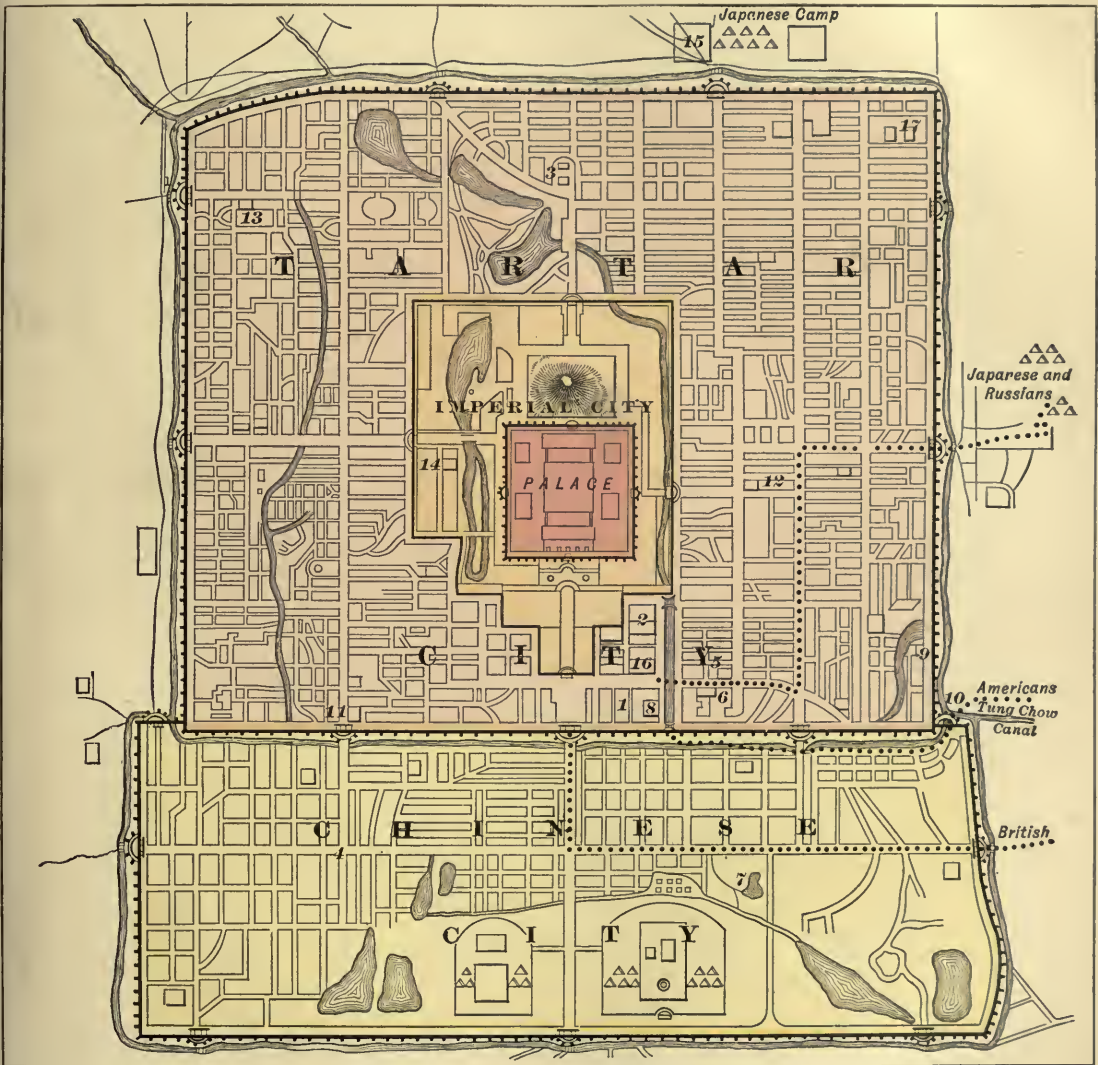 Japanese Camp
15
17
3
13
T A R T A R
Japarese and
Russians
IMPERIAL CITY
14
PALACE
12
2
C I T Y
16
5
9
6
1
8
11
10
Americans
Tung Chow
Canal
C H I N E S E
British
4
7
C I T Y